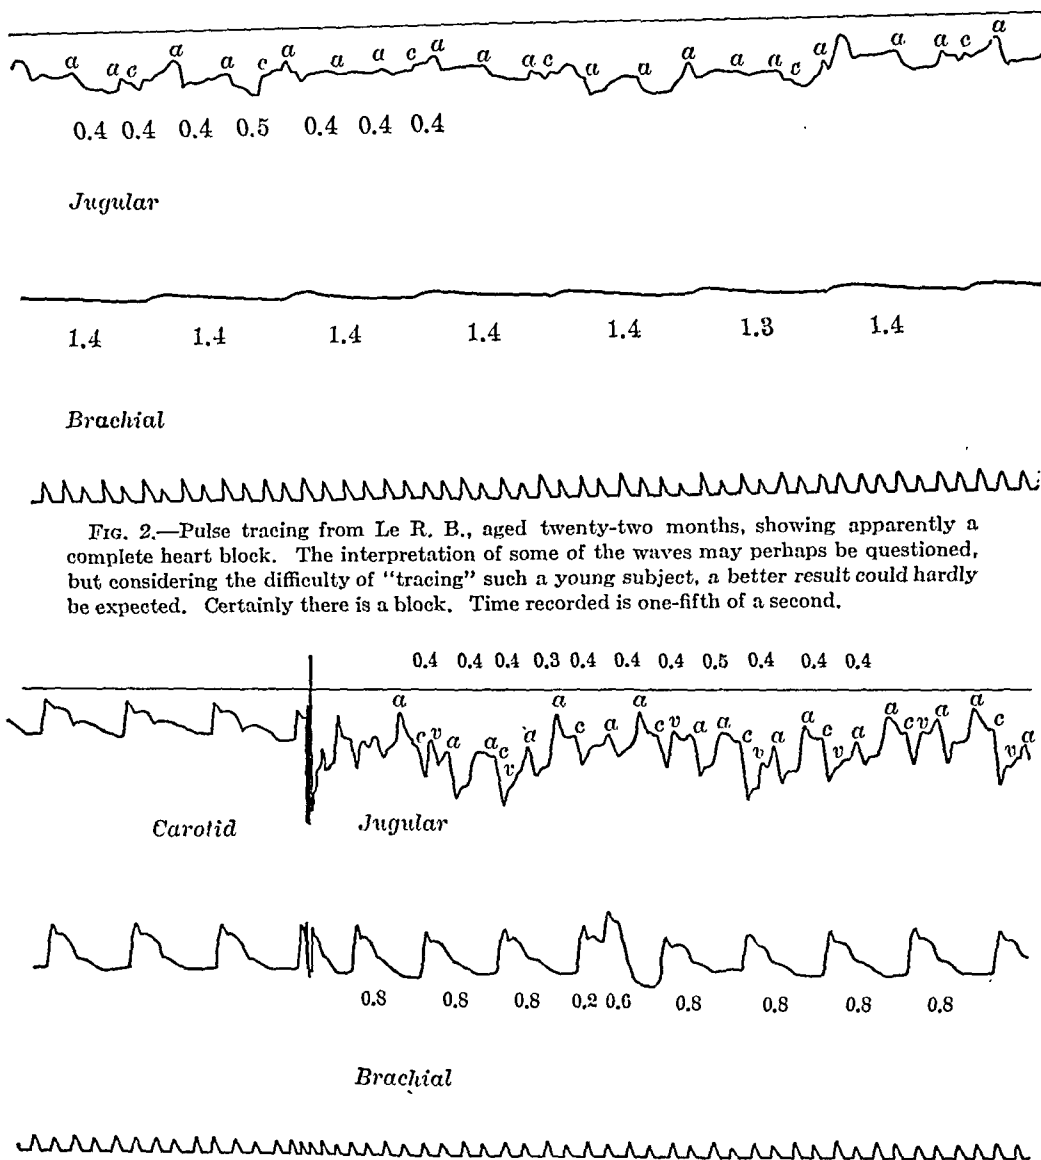 a a c a a c a a a c a a a c a a a a a c a a a c a
0.4 0.4 0.4 0.5 0.4 0.4 0.4
Jugular
1.4 1.4 1.4 1.4 1.4 1.3 1.4
Brachial
FIG. 2.—Pulse tracing from Le R. B., aged twenty-two months, showing apparently a
complete heart block. The interpretation of some of the waves may perhaps be questioned,
but considering the difficulty of "tracing" such a young subject, a better result could hardly
be expected. Certainly there is a block. Time recorded is one-fifth of a second.
0.4 0.4 0.4 0.3 0.4 0.4 0.4 0.5 0.4 0.4 0.4
a c v a a c v a a c a a c v a a c v a a c v a a c v a a c v a
Carotid Jugular
0.8 0.8 0.8 0.2 0.6 0.8 0.8 0.8 0.8
Brachial